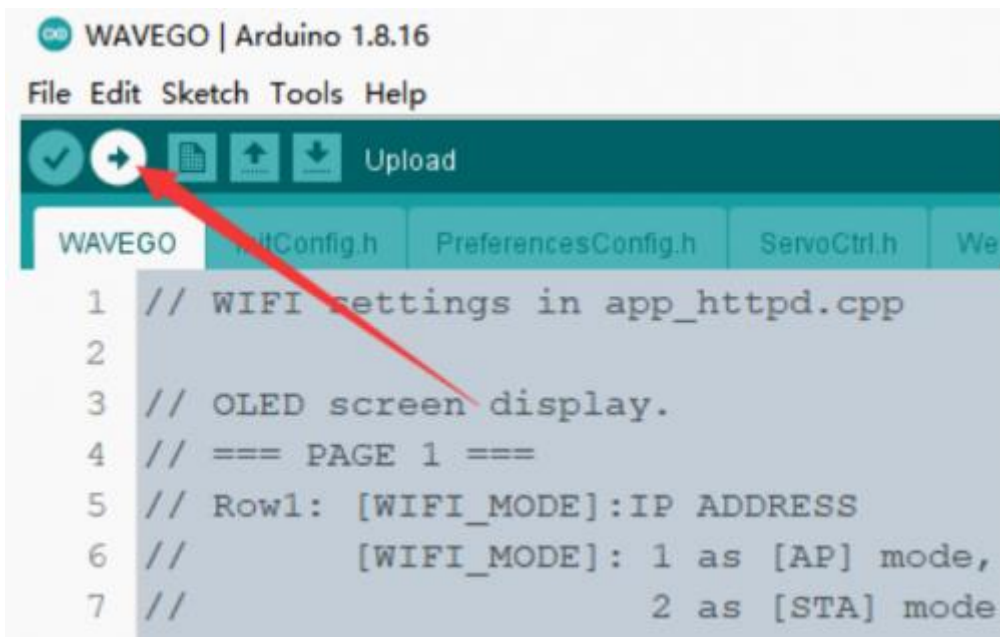 WAVEGO | Arduino 1.8.16
File Edit Sketch Tools Help
Upload
WAVEGO PreferencesConfig.h ServoCtrl.h
1 // WIFI settings in app_httpd.cpp
2
3 // OLED screen display.
4 // === PAGE 1 ===
5 // Row1: [WIFI_MODE]:IP ADDRESS
6 // [WIFI_MODE]: 1 as [AP] mode,
7 // 2 as [STA] mode